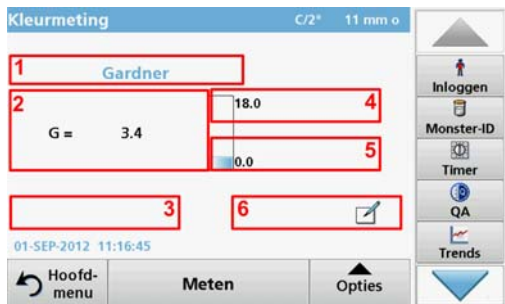 Kleurmeting C/2° 11 mm o
1 Gardner
2
G = 3.4
18.0 4
0.0 5
3
6
01-SEP-2012 11:16:45
Hoofd-
menu
Meten
Opties
Inloggen
Monster-ID
Timer
QA
Trends